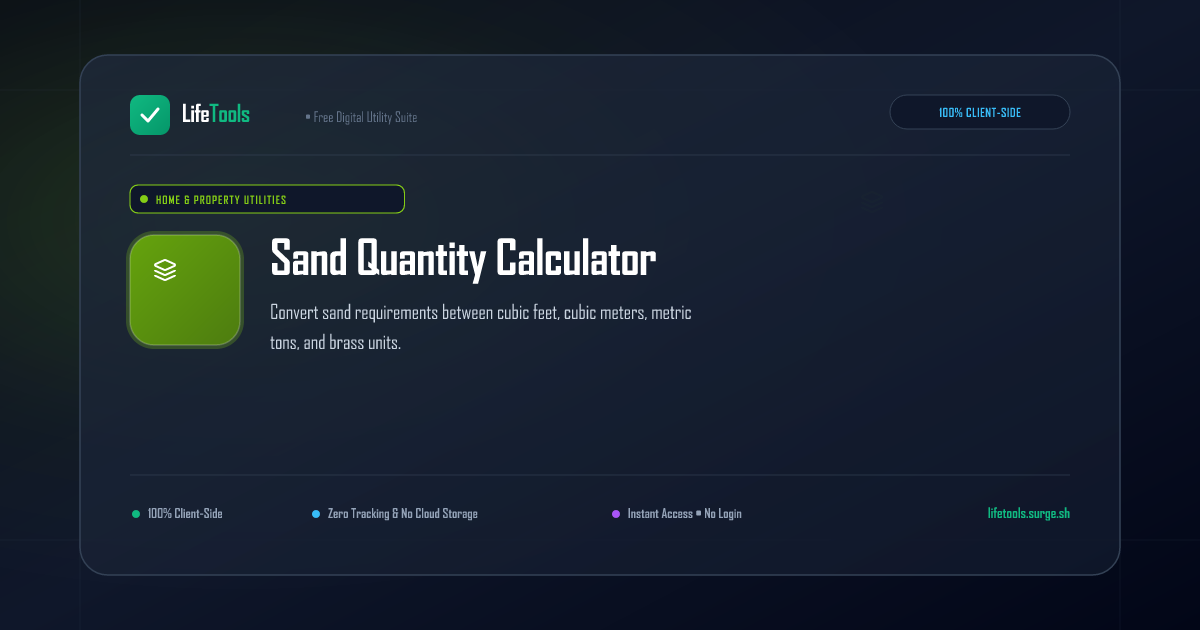 LifeTools
• Free Digital Utility Suite
100% CLIENT-SIDE
HOME & PROPERTY UTILITIES
Sand Quantity Calculator
Convert sand requirements between cubic feet, cubic meters, metric
tons, and brass units.
100% Client-Side
Zero Tracking & No Cloud Storage
Instant Access • No Login
lifetools.surge.sh